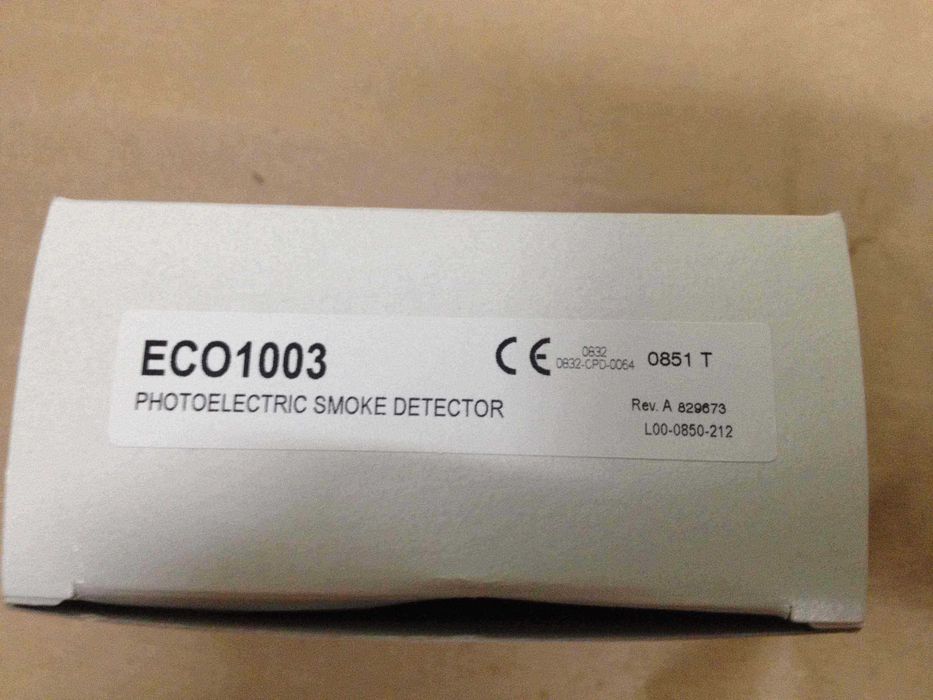 ECO1003
PHOTOELECTRIC SMOKE DETECTOR
CE
0832
0832-CPD-0064
0851 T
Rev. A 829673
L00-0850-212